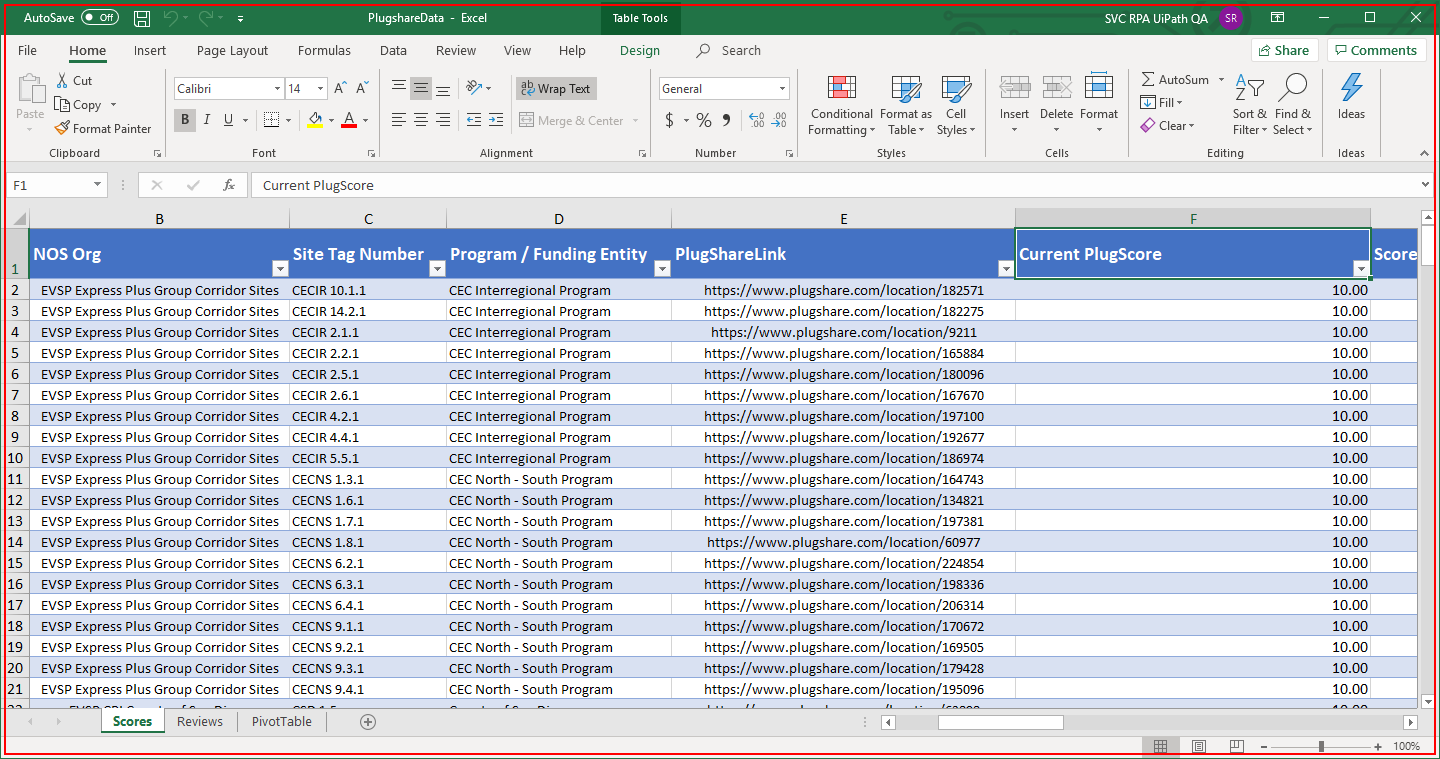 AutoSave Off PlugshareData - Excel Table Tools SVC RPA UiPath QA SR
File Home Insert Page Layout Formulas Data Review View Help Design Search Share Comments
Paste Cut Copy Format Painter
Calibri 14 A A
B I U A
ab Wrap Text
Merge & Center
General
$ % 9 .00 .00
Conditional Formatting Format as Table Cell Styles
Insert Delete Format
AutoSum Fill Clear
Sort & Filter Find & Select
Ideas
Clipboard Font Alignment Number Styles Cells Editing Ideas
F1 fx Current PlugScore
B C D E F
1 NOS Org Site Tag Number Program / Funding Entity PlugShareLink Current PlugScore Score
2 EVSP Express Plus Group Corridor Sites CECIR 10.1.1 CEC Interregional Program https://www.plugshare.com/location/182571 10.00
3 EVSP Express Plus Group Corridor Sites CECIR 14.2.1 CEC Interregional Program https://www.plugshare.com/location/182275 10.00
4 EVSP Express Plus Group Corridor Sites CECIR 2.1.1 CEC Interregional Program https://www.plugshare.com/location/9211 10.00
5 EVSP Express Plus Group Corridor Sites CECIR 2.2.1 CEC Interregional Program https://www.plugshare.com/location/165884 10.00
6 EVSP Express Plus Group Corridor Sites CECIR 2.5.1 CEC Interregional Program https://www.plugshare.com/location/180096 10.00
7 EVSP Express Plus Group Corridor Sites CECIR 2.6.1 CEC Interregional Program https://www.plugshare.com/location/167670 10.00
8 EVSP Express Plus Group Corridor Sites CECIR 4.2.1 CEC Interregional Program https://www.plugshare.com/location/197100 10.00
9 EVSP Express Plus Group Corridor Sites CECIR 4.4.1 CEC Interregional Program https://www.plugshare.com/location/192677 10.00
10 EVSP Express Plus Group Corridor Sites CECIR 5.5.1 CEC Interregional Program https://www.plugshare.com/location/186974 10.00
11 EVSP Express Plus Group Corridor Sites CECNS 1.3.1 CEC North - South Program https://www.plugshare.com/location/164743 10.00
12 EVSP Express Plus Group Corridor Sites CECNS 1.6.1 CEC North - South Program https://www.plugshare.com/location/134821 10.00
13 EVSP Express Plus Group Corridor Sites CECNS 1.7.1 CEC North - South Program https://www.plugshare.com/location/197381 10.00
14 EVSP Express Plus Group Corridor Sites CECNS 1.8.1 CEC North - South Program https://www.plugshare.com/location/60977 10.00
15 EVSP Express Plus Group Corridor Sites CECNS 6.2.1 CEC North - South Program https://www.plugshare.com/location/224854 10.00
16 EVSP Express Plus Group Corridor Sites CECNS 6.3.1 CEC North - South Program https://www.plugshare.com/location/198336 10.00
17 EVSP Express Plus Group Corridor Sites CECNS 6.4.1 CEC North - South Program https://www.plugshare.com/location/206314 10.00
18 EVSP Express Plus Group Corridor Sites CECNS 9.1.1 CEC North - South Program https://www.plugshare.com/location/170672 10.00
19 EVSP Express Plus Group Corridor Sites CECNS 9.2.1 CEC North - South Program https://www.plugshare.com/location/169505 10.00
20 EVSP Express Plus Group Corridor Sites CECNS 9.3.1 CEC North - South Program https://www.plugshare.com/location/179428 10.00
21 EVSP Express Plus Group Corridor Sites CECNS 9.4.1 CEC North - South Program https://www.plugshare.com/location/195096 10.00
Scores Reviews PivotTable
100%